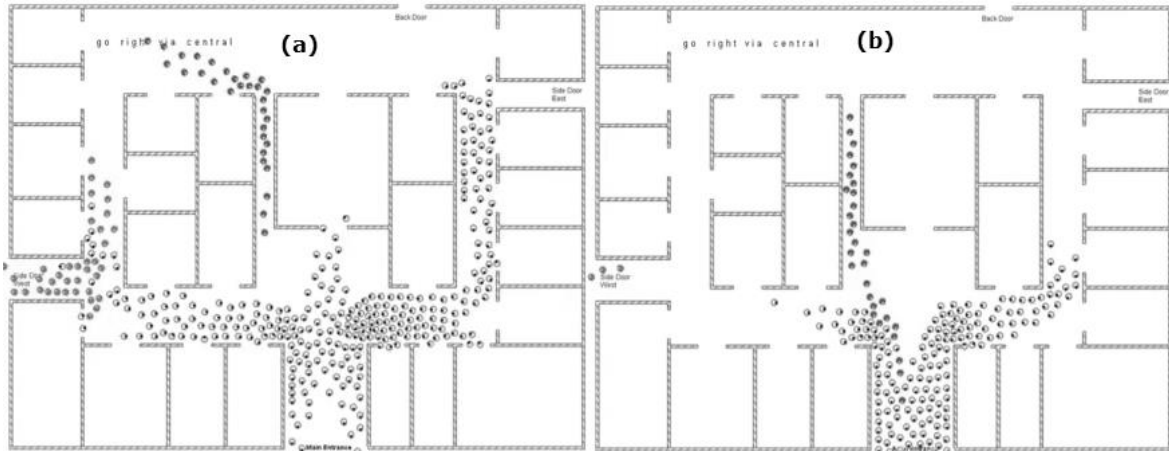 Back Door
go right via central
(a)
Side Door
East
Side Door
West
Main Entrance
Back Door
go right via central
(b)
Side Door
East
Side Door
West